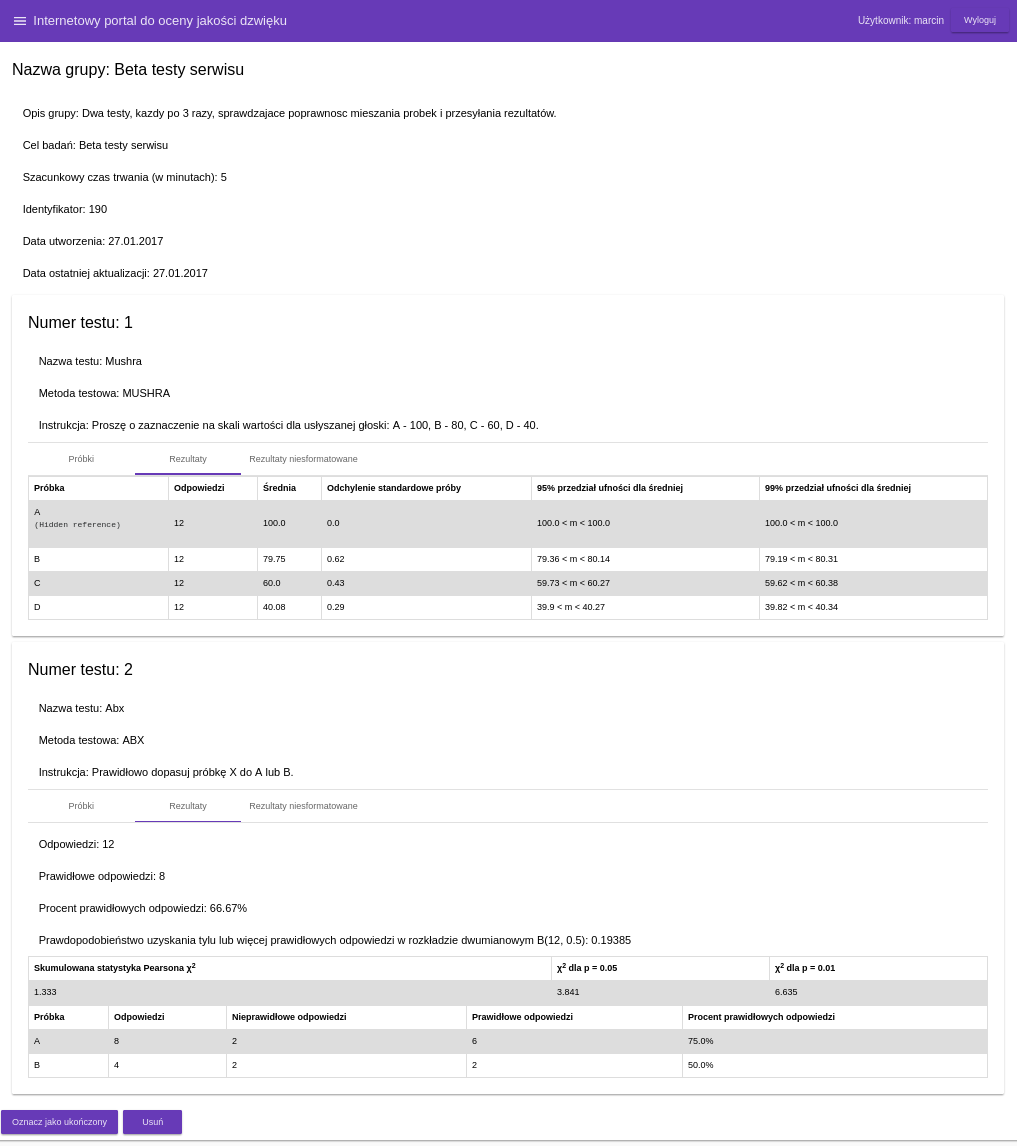 Internetowy portal do oceny jakości dzwięku Użytkownik: marcin Wyloguj
Nazwa grupy: Beta testy serwisu
Opis grupy: Dwa testy, kazdy po 3 razy, sprawdzajace poprawnosc mieszania probek i przesyłania rezultatów.
Cel badań: Beta testy serwisu
Szacunkowy czas trwania (w minutach): 5
Identyfikator: 190
Data utworzenia: 27.01.2017
Data ostatniej aktualizacji: 27.01.2017
Numer testu: 1
Nazwa testu: Mushra
Metoda testowa: MUSHRA
Instrukcja: Proszę o zaznaczenie na skali wartości dla usłyszanej głoski: A - 100, B - 80, C - 60, D - 40.
Próbki Rezultaty Rezultaty niesformatowane
Próbka Odpowiedzi Średnia Odchylenie standardowe próby 95% przedział ufności dla średniej 99% przedział ufności dla średniej
A
(Hidden reference) 12 100.0 0.0 100.0 < m < 100.0 100.0 < m < 100.0
B 12 79.75 0.62 79.36 < m < 80.14 79.19 < m < 80.31
C 12 60.0 0.43 59.73 < m < 60.27 59.62 < m < 60.38
D 12 40.08 0.29 39.9 < m < 40.27 39.82 < m < 40.34
Numer testu: 2
Nazwa testu: Abx
Metoda testowa: ABX
Instrukcja: Prawidłowo dopasuj próbkę X do A lub B.
Próbki Rezultaty Rezultaty niesformatowane
Odpowiedzi: 12
Prawidłowe odpowiedzi: 8
Procent prawidłowych odpowiedzi: 66.67%
Prawdopodobieństwo uzyskania tylu lub więcej prawidłowych odpowiedzi w rozkładzie dwumianowym B(12, 0.5): 0.19385
Skumulowana statystyka Pearsona χ² χ² dla p = 0.05 χ² dla p = 0.01
1.333 3.841 6.635
Próbka Odpowiedzi Nieprawidłowe odpowiedzi Prawidłowe odpowiedzi Procent prawidłowych odpowiedzi
A 8 2 6 75.0%
B 4 2 2 50.0%
Oznacz jako ukończony Usuń